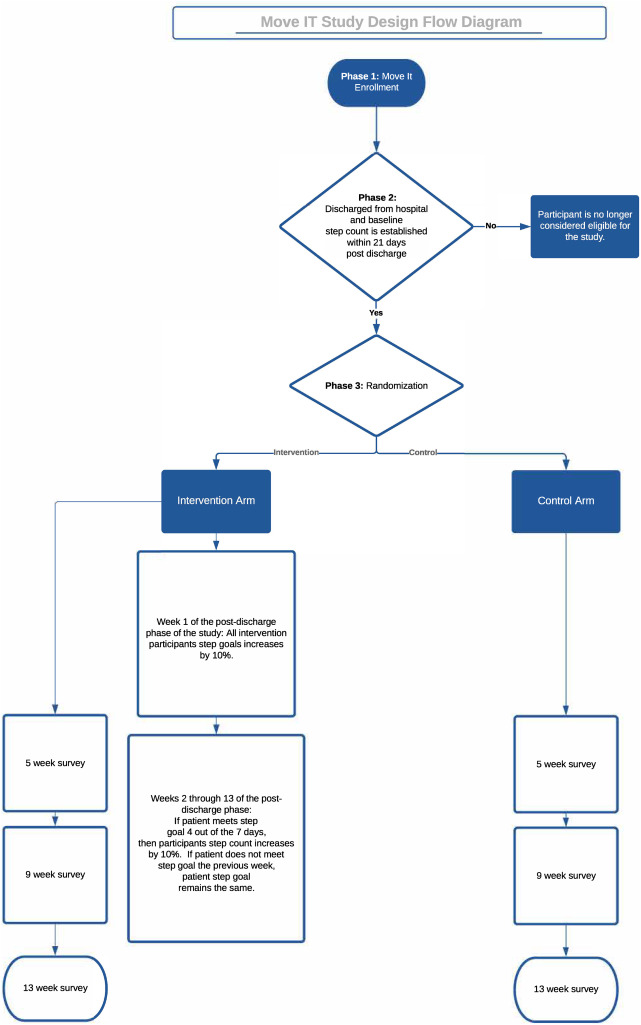 Move IT Study Design Flow Diagram
Phase 1: Move It
Enrollment
Phase 2:
Discharged from hospital
and baseline
step count is established
within 21 days
post discharge
No
Participant is no longer
considered eligible for
the study.
Yes
Phase 3: Randomization
Intervention
Control
Intervention Arm
Control Arm
Week 1 of the post-discharge
phase of the study: All intervention
participants step goals increases
by 10%.
5 week survey
Weeks 2 through 13 of the post-
discharge phase:
If patient meets step
goal 4 out of the 7 days,
then participants step count increases
by 10%.  If patient does not meet
step goal the previous week,
patient step goal
remains the same.
5 week survey
9 week survey
9 week survey
13 week survey
13 week survey